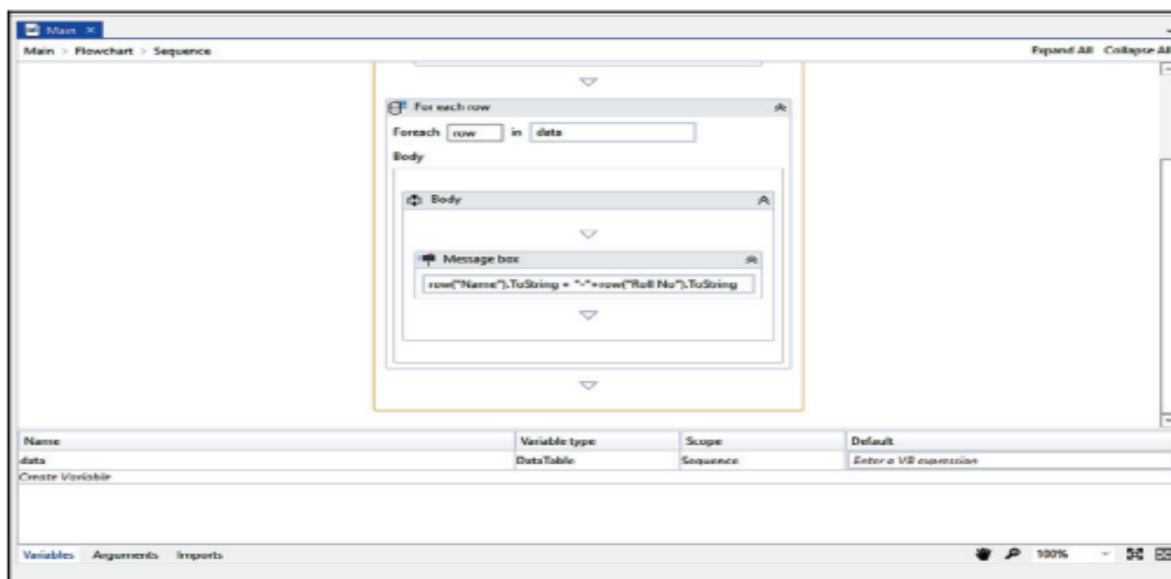 Main ×
Main > Flowchart > Sequence Expand All Collapse All
For each row
Foreach row in data
Body
Body
Message box
row("Name").ToString + "-"+row("Roll No").ToString
Name Variable type Scope Default
data DataTable Sequence Enter a VB expression
Create Variable
Variables Arguments Imports 100%